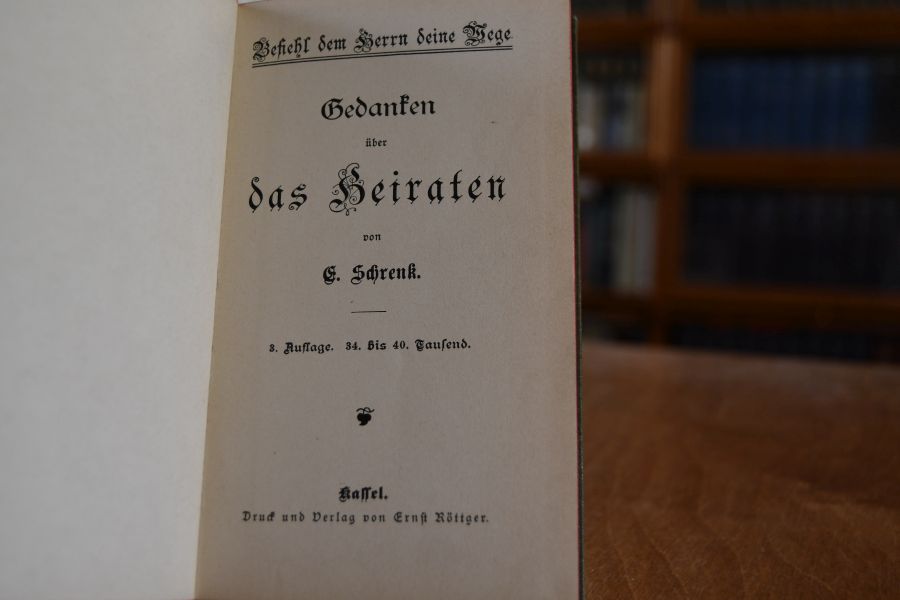 Befiehl dem Herrn deine Wege
Gedanken
über
das Heiraten
von
E. Schrenk.
3. Auflage. 34. bis 40. Tausend.
Kassel.
Druck und Verlag von Ernst Röttger.